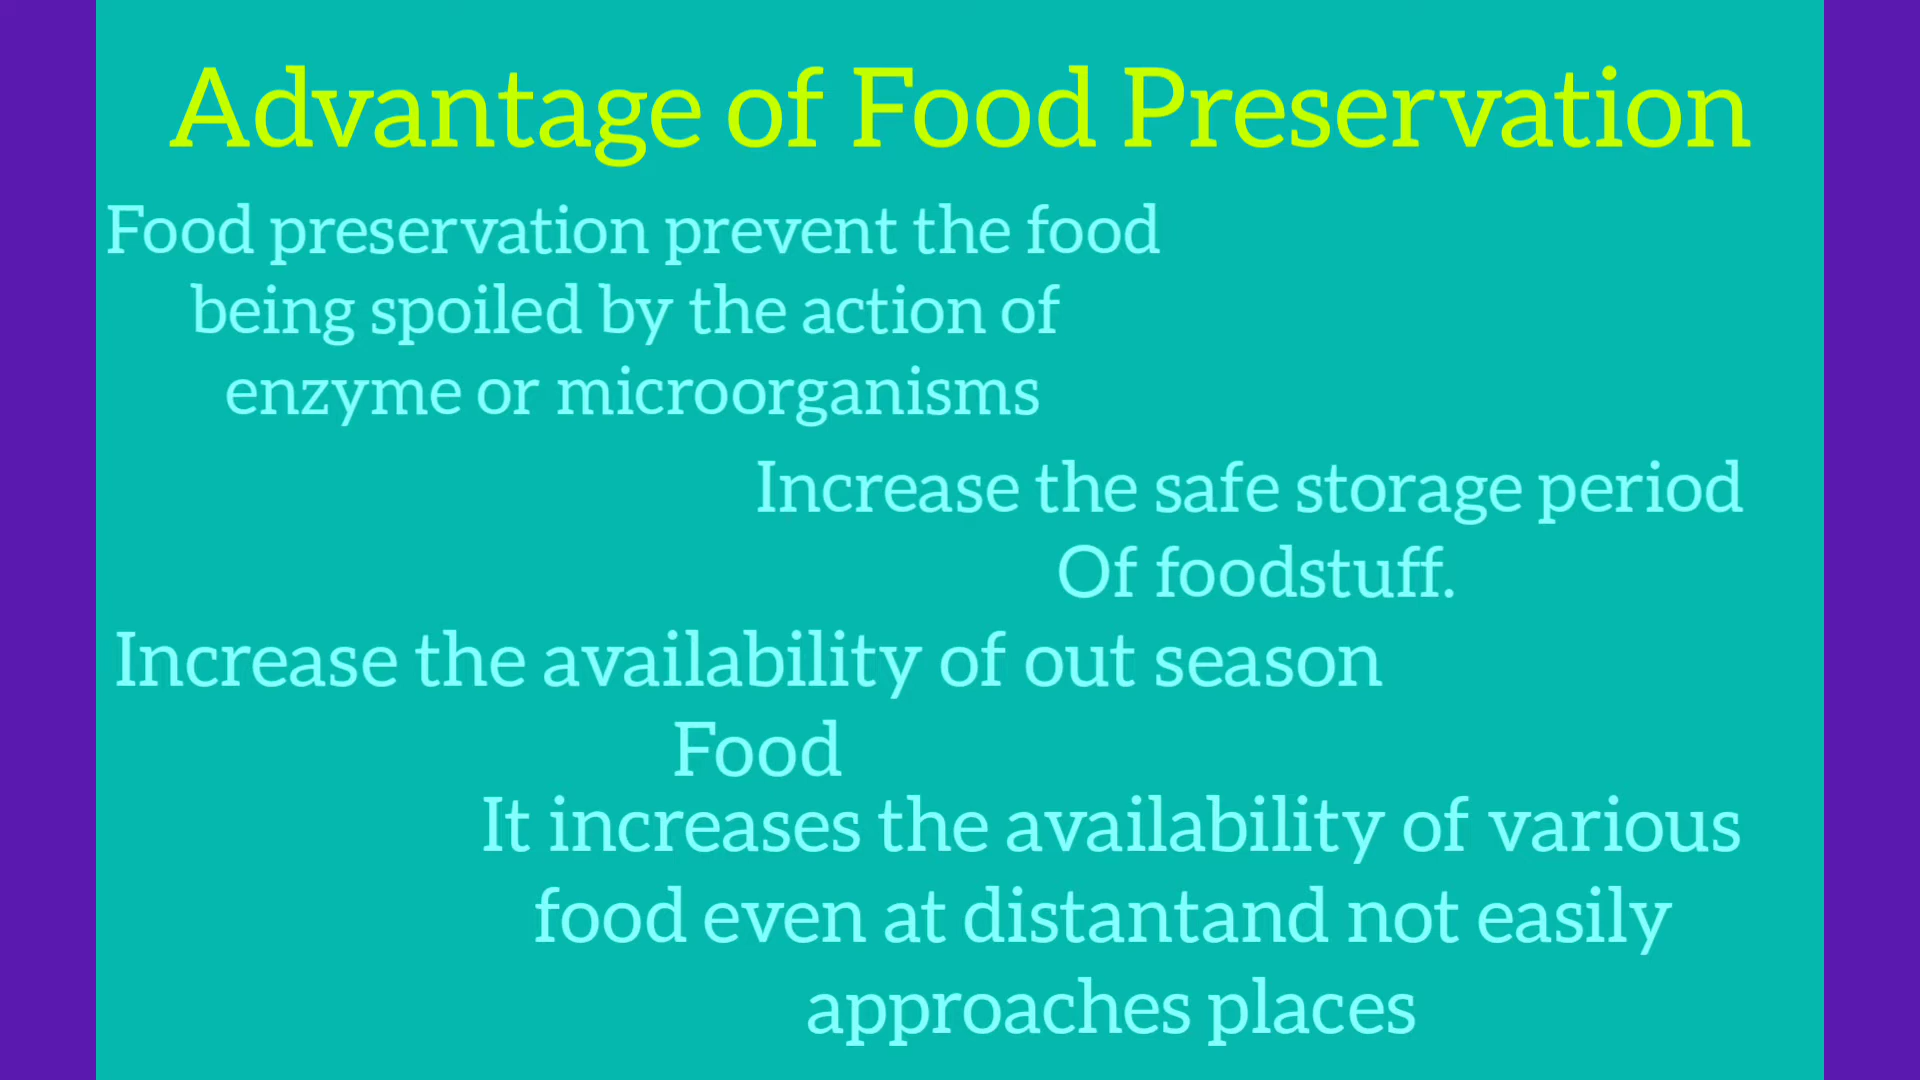 Advantage of Food Preservation
Food preservation prevent the food
being spoiled by the action of
enzyme or microorganisms
Increase the safe storage period
Of foodstuff.
Increase the availability of out season
Food
It increases the availability of various
food even at distantand not easily
approaches places